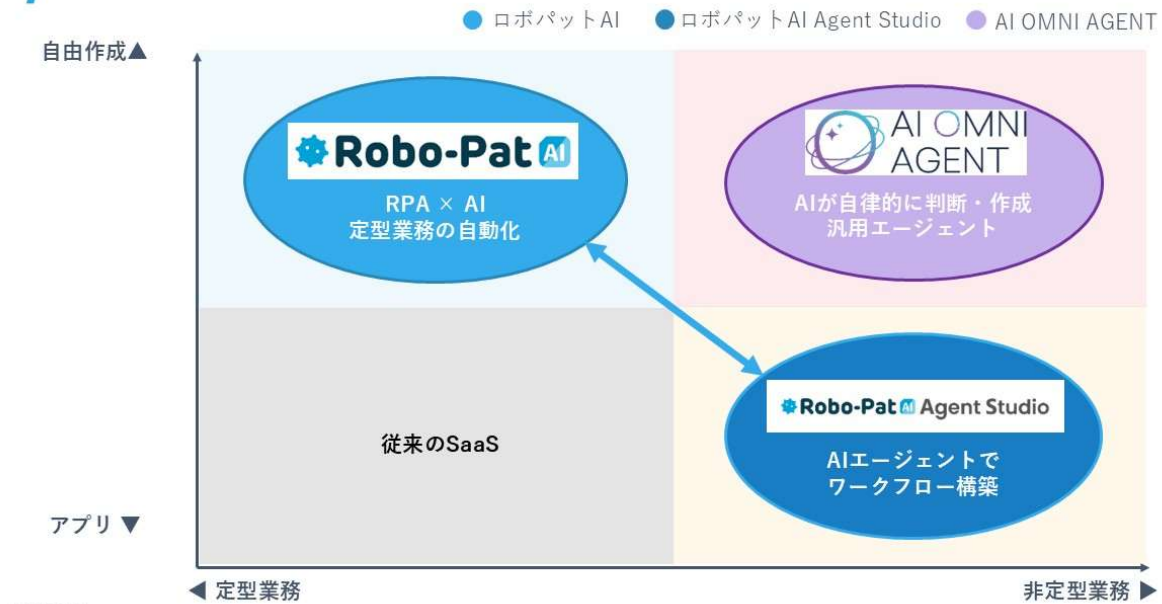 ロボパットAI ロボパットAI Agent Studio AI OMNI AGENT
自由作成▲
Robo-Pat AI
RPA × AI
定型業務の自動化
AI OMNI
AGENT
AIが自律的に判断・作成
汎用エージェント
従来のSaaS
Robo-Pat AI Agent Studio
AIエージェントで
ワークフロー構築
アプリ▼
◀ 定型業務
非定型業務 ▶